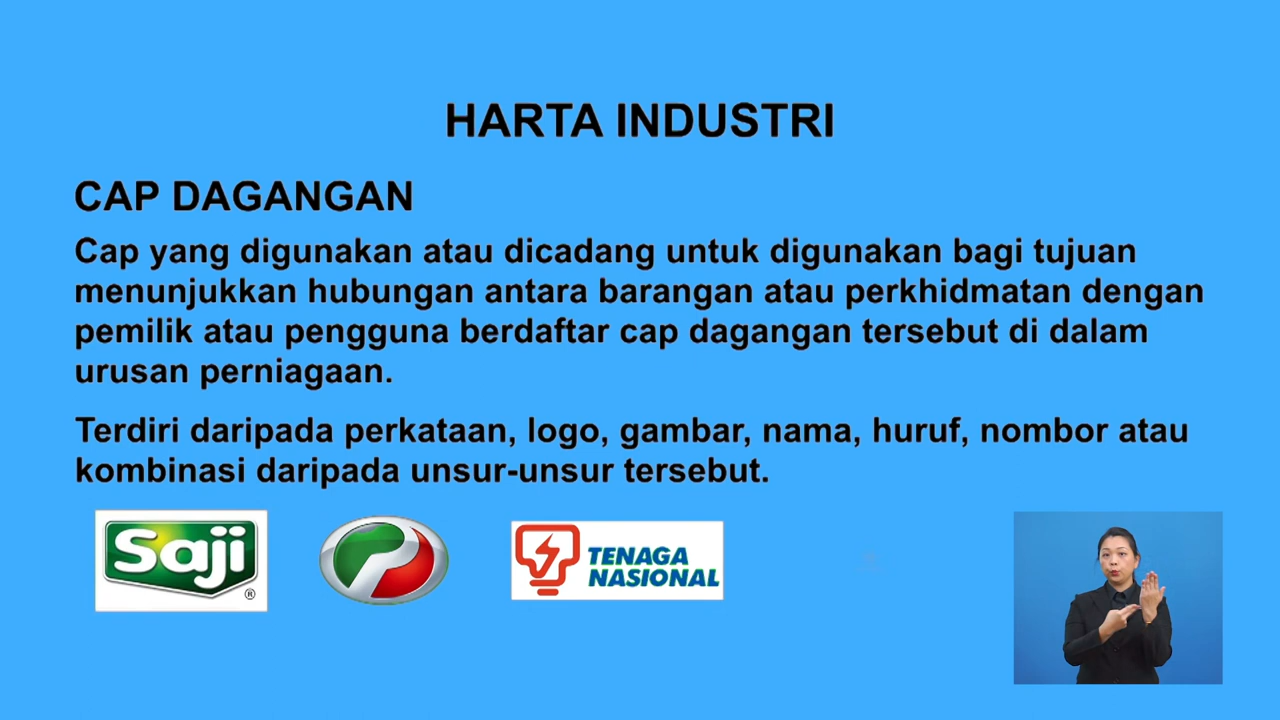 HARTA INDUSTRI
CAP DAGANGAN
Cap yang digunakan atau dicadang untuk digunakan bagi tujuan
menunjukkan hubungan antara barangan atau perkhidmatan dengan
pemilik atau pengguna berdaftar cap dagangan tersebut di dalam
urusan perniagaan.
Terdiri daripada perkataan, logo, gambar, nama, huruf, nombor atau
kombinasi daripada unsur-unsur tersebut.
Saji ®
TENAGA
NASIONAL